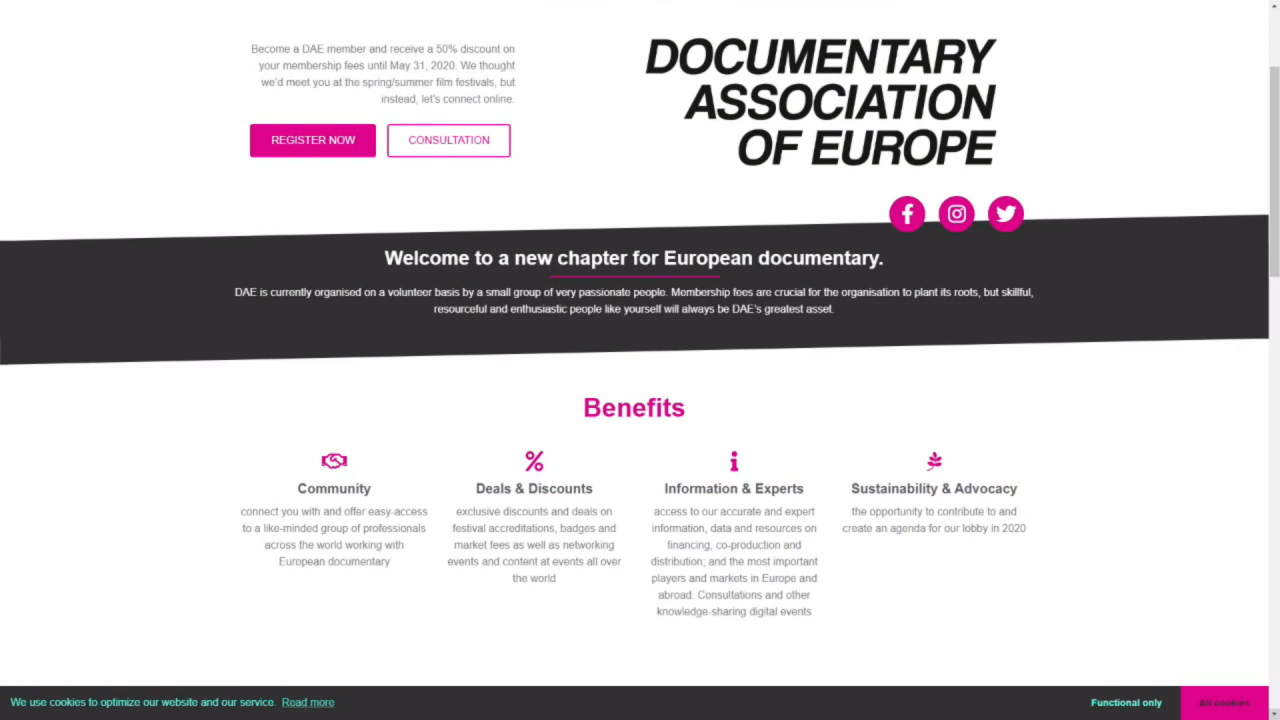 Become a DAE member and receive a 50% discount on
your membership fees until May 31, 2020. We thought
we'd meet you at the spring/summer film festivals, but
instead, let's connect online.
REGISTER NOW
CONSULTATION
DOCUMENTARY
ASSOCIATION
OF EUROPE
Welcome to a new chapter for European documentary.
DAE is currently organised on a volunteer basis by a small group of very passionate people. Membership fees are crucial for the organisation to plant its roots, but skilful,
resourceful and enthusiastic people like yourself will always be DAE's greatest asset.
Benefits
Community
connect you with and offer easy-access
to a like-minded group of professionals
across the world working with
European documentary
Deals & Discounts
exclusive discounts and deals on
festival accreditations, badges and
market fees as well as networking
events and content at events all over
the world
Information & Experts
access to our accurate and expert
information, data and resources on
financing, co-production and
distribution; and the most important
players and markets in Europe and
abroad. Consultations and other
knowledge-sharing digital events
Sustainability & Advocacy
the opportunity to contribute to and
create an agenda for our lobby in 2020
We use cookies to optimize our website and our service. Read more
Functional only
All cookies